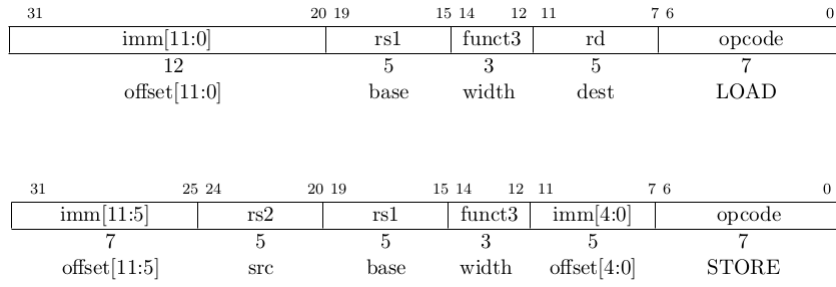 31 20 19 15 14 12 11 7 6 0
imm[11:0] rs1 funct3 rd opcode
12 5 3 5 7
offset[11:0] base width dest LOAD
31 25 24 20 19 15 14 12 11 7 6 0
imm[11:5] rs2 rs1 funct3 imm[4:0] opcode
7 5 5 3 5 7
offset[11:5] src base width offset[4:0] STORE